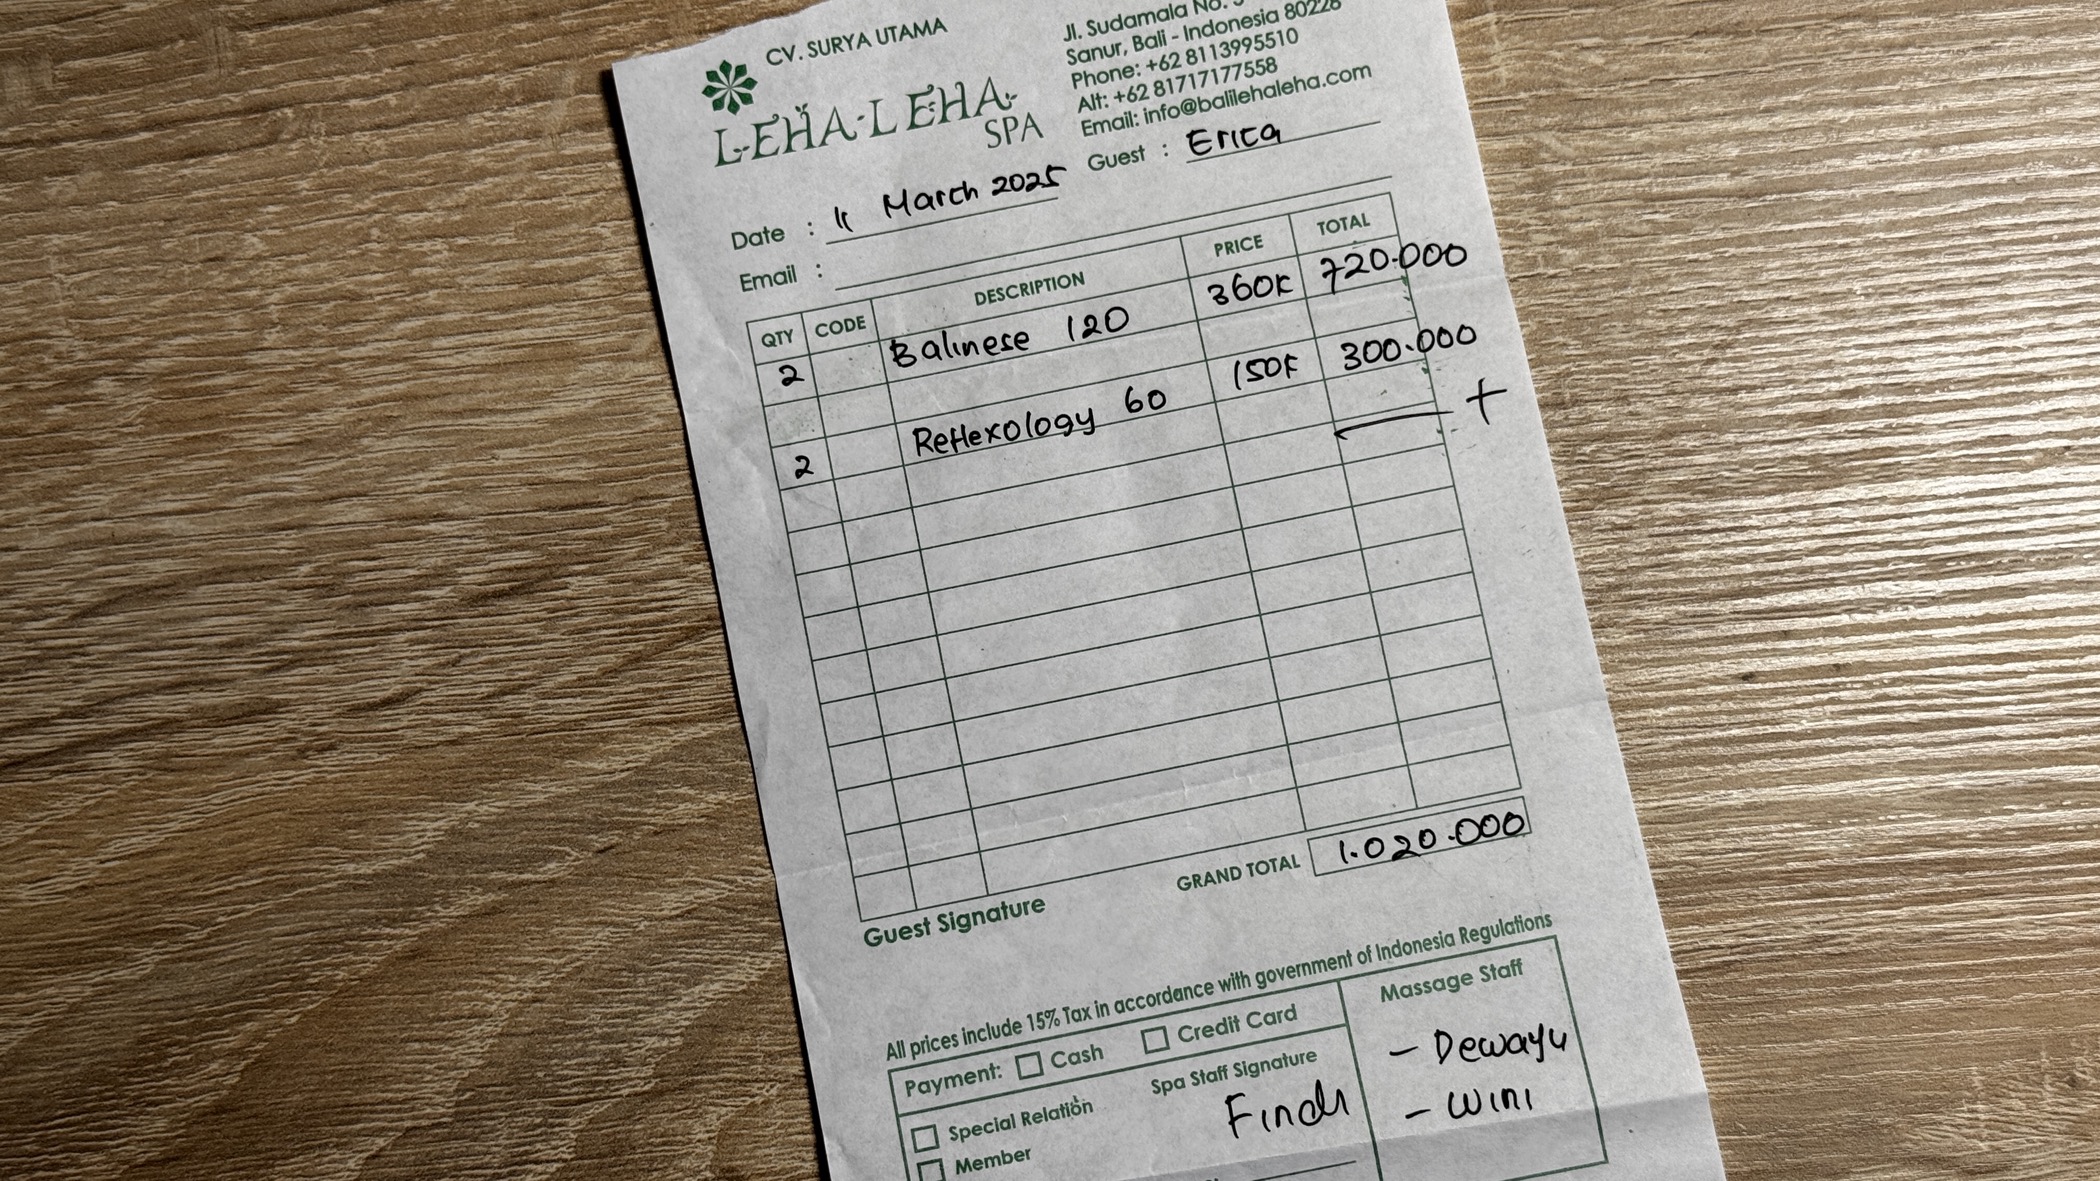 CV. SURYA UTAMA
LEHA-LEHA
SPA
Jl. Sudamala No.
Sanur, Bali - Indonesia 80228
Phone: +62 8113995510
Alt: +62 81717177558
Email: info@balilehaleha.com
Date : 11 March 2025
Guest : Erica
Email :
QTY CODE DESCRIPTION PRICE TOTAL
2 Balinese 120 360K 720.000
2 Reflexology 60 150K 300.000
+
GRAND TOTAL 1.020.000
Guest Signature
All prices include 15% Tax in accordance with government of Indonesia Regulations
Payment: Cash Credit Card
Special Relation
Member
Spa Staff Signature
Massage Staff
- Dewayu
- Wini